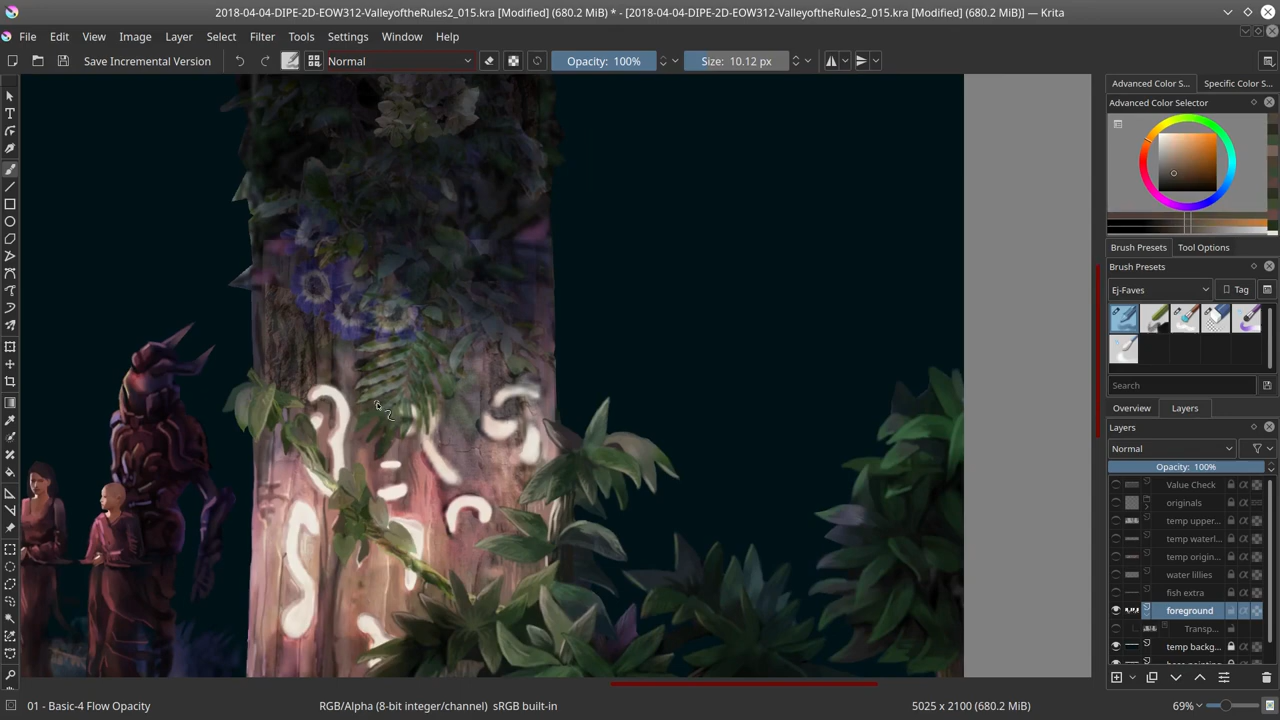 2018-04-04-DIPE-2D-EOW312-ValleyoftheRules2_015.kra [Modified] (680.2 MiB) * - [2018-04-04-DIPE-2D-EOW312-ValleyoftheRules2_015.kra [Modified] (680.2 MiB)] — Krita
File Edit View Image Layer Select Filter Tools Settings Window Help
Save Incremental Version Normal Opacity: 100% Size: 10.12 px
Advanced Color S... Specific Color S...
Advanced Color Selector
Brush Presets Tool Options
Brush Presets
Ej-Faves Tag
Search
Overview Layers
Layers
Normal
Opacity: 100%
Value Check
originals
temp upper...
temp waterl...
temp origin...
water lillies
fish extra
foreground
Transp...
temp backg...
01 - Basic-4 Flow Opacity RGB/Alpha (8-bit integer/channel) sRGB built-in 5025 x 2100 (680.2 MiB) 69%